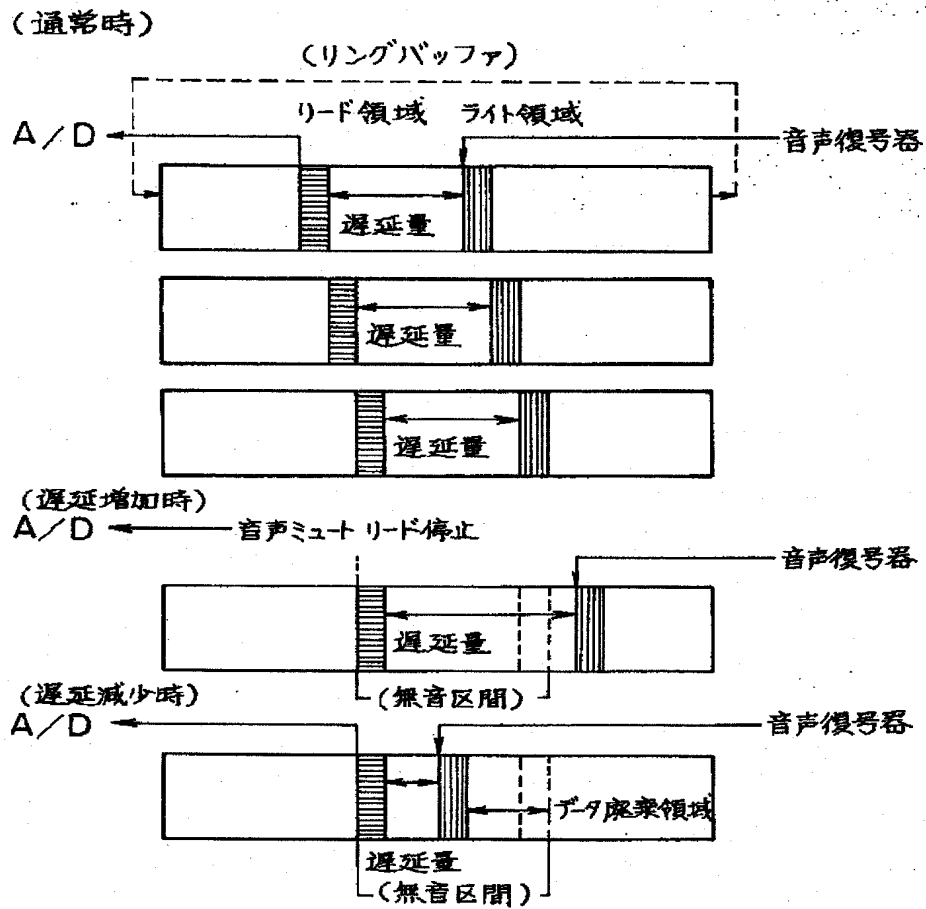 (通常時)
(リングバッファ)
リード領域 ライト領域
A/D 音声復号器
遅延量
遅延量
遅延量
(遅延増加時)
A/D 音声ミュート リード停止
音声復号器
遅延量
(無音区間)
(遅延減少時)
A/D 音声復号器
データ廃棄領域
遅延量
(無音区間)